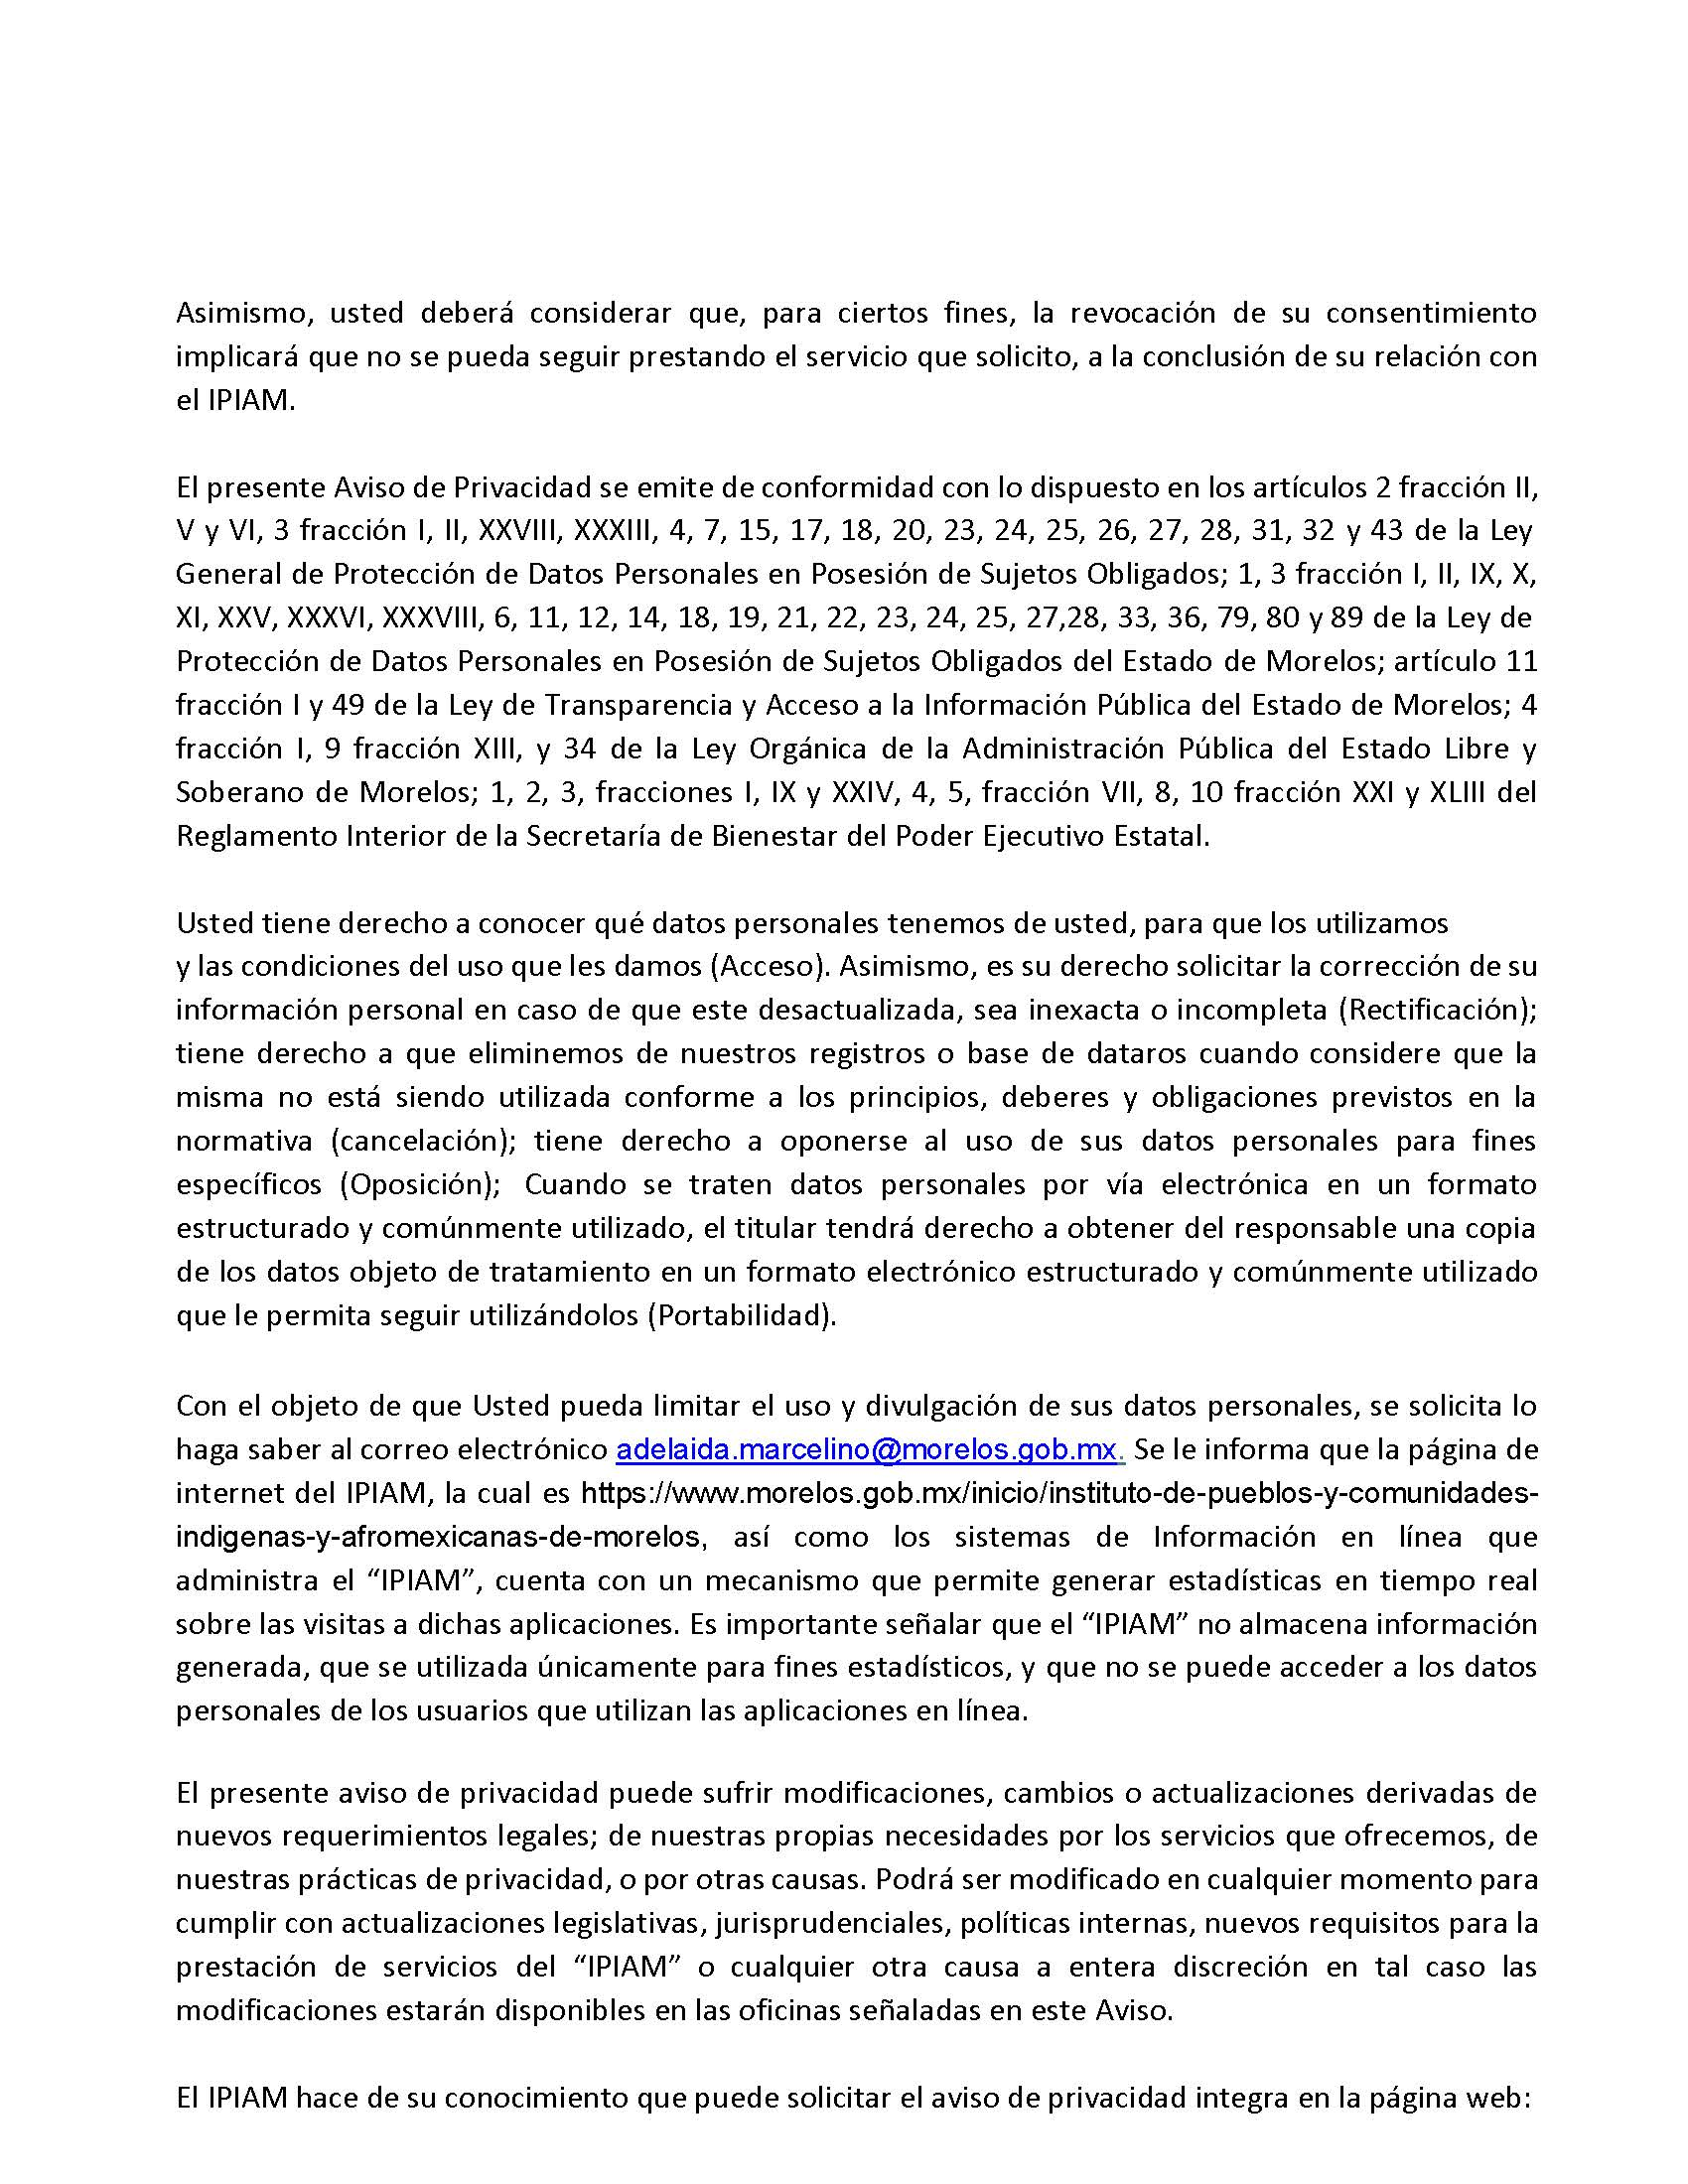 Asimismo, usted deberá considerar que, para ciertos fines, la revocación de su consentimiento
implicará que no se pueda seguir prestando el servicio que solicito, a la conclusión de su relación con
el IPIAM.
El presente Aviso de Privacidad se emite de conformidad con lo dispuesto en los artículos 2 fracción II,
V y VI, 3 fracción I, II, XXVIII, XXXIII, 4, 7, 15, 17, 18, 20, 23, 24, 25, 26, 27, 28, 31, 32 y 43 de la Ley
General de Protección de Datos Personales en Posesión de Sujetos Obligados; 1, 3 fracción I, II, IX, X,
XI, XXV, XXXVI, XXXVIII, 6, 11, 12, 14, 18, 19, 21, 22, 23, 24, 25, 27,28, 33, 36, 79, 80 y 89 de la Ley de
Protección de Datos Personales en Posesión de Sujetos Obligados del Estado de Morelos; artículo 11
fracción I y 49 de la Ley de Transparencia y Acceso a la Información Pública del Estado de Morelos; 4
fracción I, 9 fracción XIII, y 34 de la Ley Orgánica de la Administración Pública del Estado Libre y
Soberano de Morelos; 1, 2, 3, fracciones I, IX y XXIV, 4, 5, fracción VII, 8, 10 fracción XXI y XLIII del
Reglamento Interior de la Secretaría de Bienestar del Poder Ejecutivo Estatal.
Usted tiene derecho a conocer qué datos personales tenemos de usted, para que los utilizamos
y las condiciones del uso que les damos (Acceso). Asimismo, es su derecho solicitar la corrección de su
información personal en caso de que este desactualizada, sea inexacta o incompleta (Rectificación);
tiene derecho a que eliminemos de nuestros registros o base de dataros cuando considere que la
misma no está siendo utilizada conforme a los principios, deberes y obligaciones previstos en la
normativa (cancelación); tiene derecho a oponerse al uso de sus datos personales para fines
específicos (Oposición); Cuando se traten datos personales por vía electrónica en un formato
estructurado y comúnmente utilizado, el titular tendrá derecho a obtener del responsable una copia
de los datos objeto de tratamiento en un formato electrónico estructurado y comúnmente utilizado
que le permita seguir utilizándolos (Portabilidad).
Con el objeto de que Usted pueda limitar el uso y divulgación de sus datos personales, se solicita lo
haga saber al correo electrónico adelaida.marcelino@morelos.gob.mx. Se le informa que la página de
internet del IPIAM, la cual es https://www.morelos.gob.mx/inicio/instituto-de-pueblos-y-comunidades-
indigenas-y-afromexicanas-de-morelos, así como los sistemas de Información en línea que
administra el “IPIAM”, cuenta con un mecanismo que permite generar estadísticas en tiempo real
sobre las visitas a dichas aplicaciones. Es importante señalar que el “IPIAM” no almacena información
generada, que se utilizada únicamente para fines estadísticos, y que no se puede acceder a los datos
personales de los usuarios que utilizan las aplicaciones en línea.
El presente aviso de privacidad puede sufrir modificaciones, cambios o actualizaciones derivadas de
nuevos requerimientos legales; de nuestras propias necesidades por los servicios que ofrecemos, de
nuestras prácticas de privacidad, o por otras causas. Podrá ser modificado en cualquier momento para
cumplir con actualizaciones legislativas, jurisprudenciales, políticas internas, nuevos requisitos para la
prestación de servicios del “IPIAM” o cualquier otra causa a entera discreción en tal caso las
modificaciones estarán disponibles en las oficinas señaladas en este Aviso.
El IPIAM hace de su conocimiento que puede solicitar el aviso de privacidad integra en la página web: